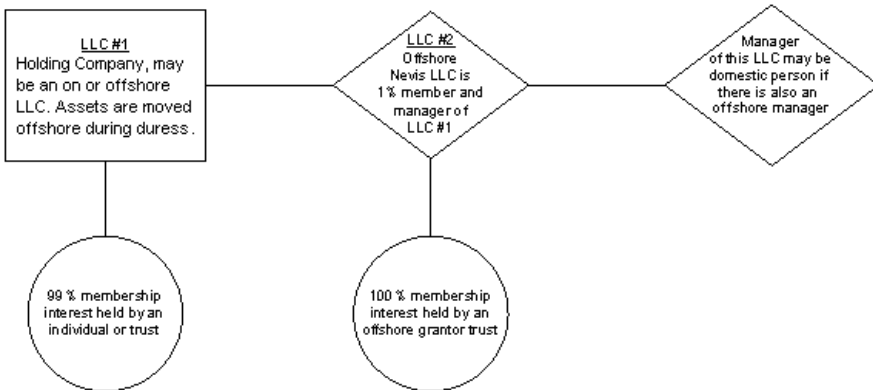 LLC #1
Holding Company, may
be an on or offshore
LLC. Assets are moved
offshore during duress.
LLC #2
Offshore
Nevis LLC is
1% member and
manager of
LLC #1
Manager
of this LLC may be
domestic person if
there is also an
offshore manager
99 % membership
interest held by an
individual or trust
100 % membership
interest held by an
offshore grantor trust